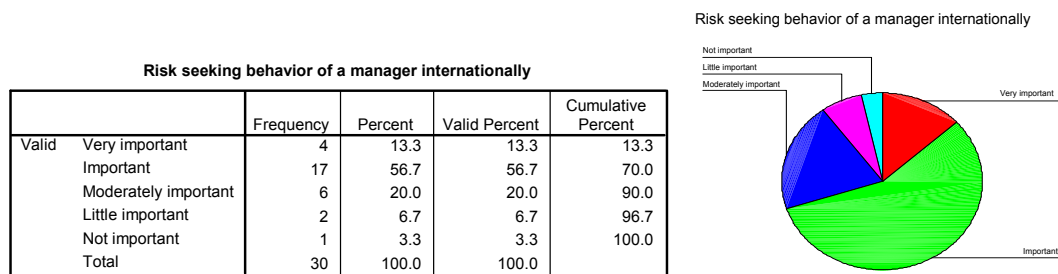 Risk seeking behavior of a manager internationally
Frequency Percent Valid Percent Cumulative Percent
Valid Very important 4 13.3 13.3 13.3
Important 17 56.7 56.7 70.0
Moderately important 6 20.0 20.0 90.0
Little important 2 6.7 6.7 96.7
Not important 1 3.3 3.3 100.0
Total 30 100.0 100.0
Risk seeking behavior of a manager internationally
Not important
Little important
Moderately important
Very important
Important